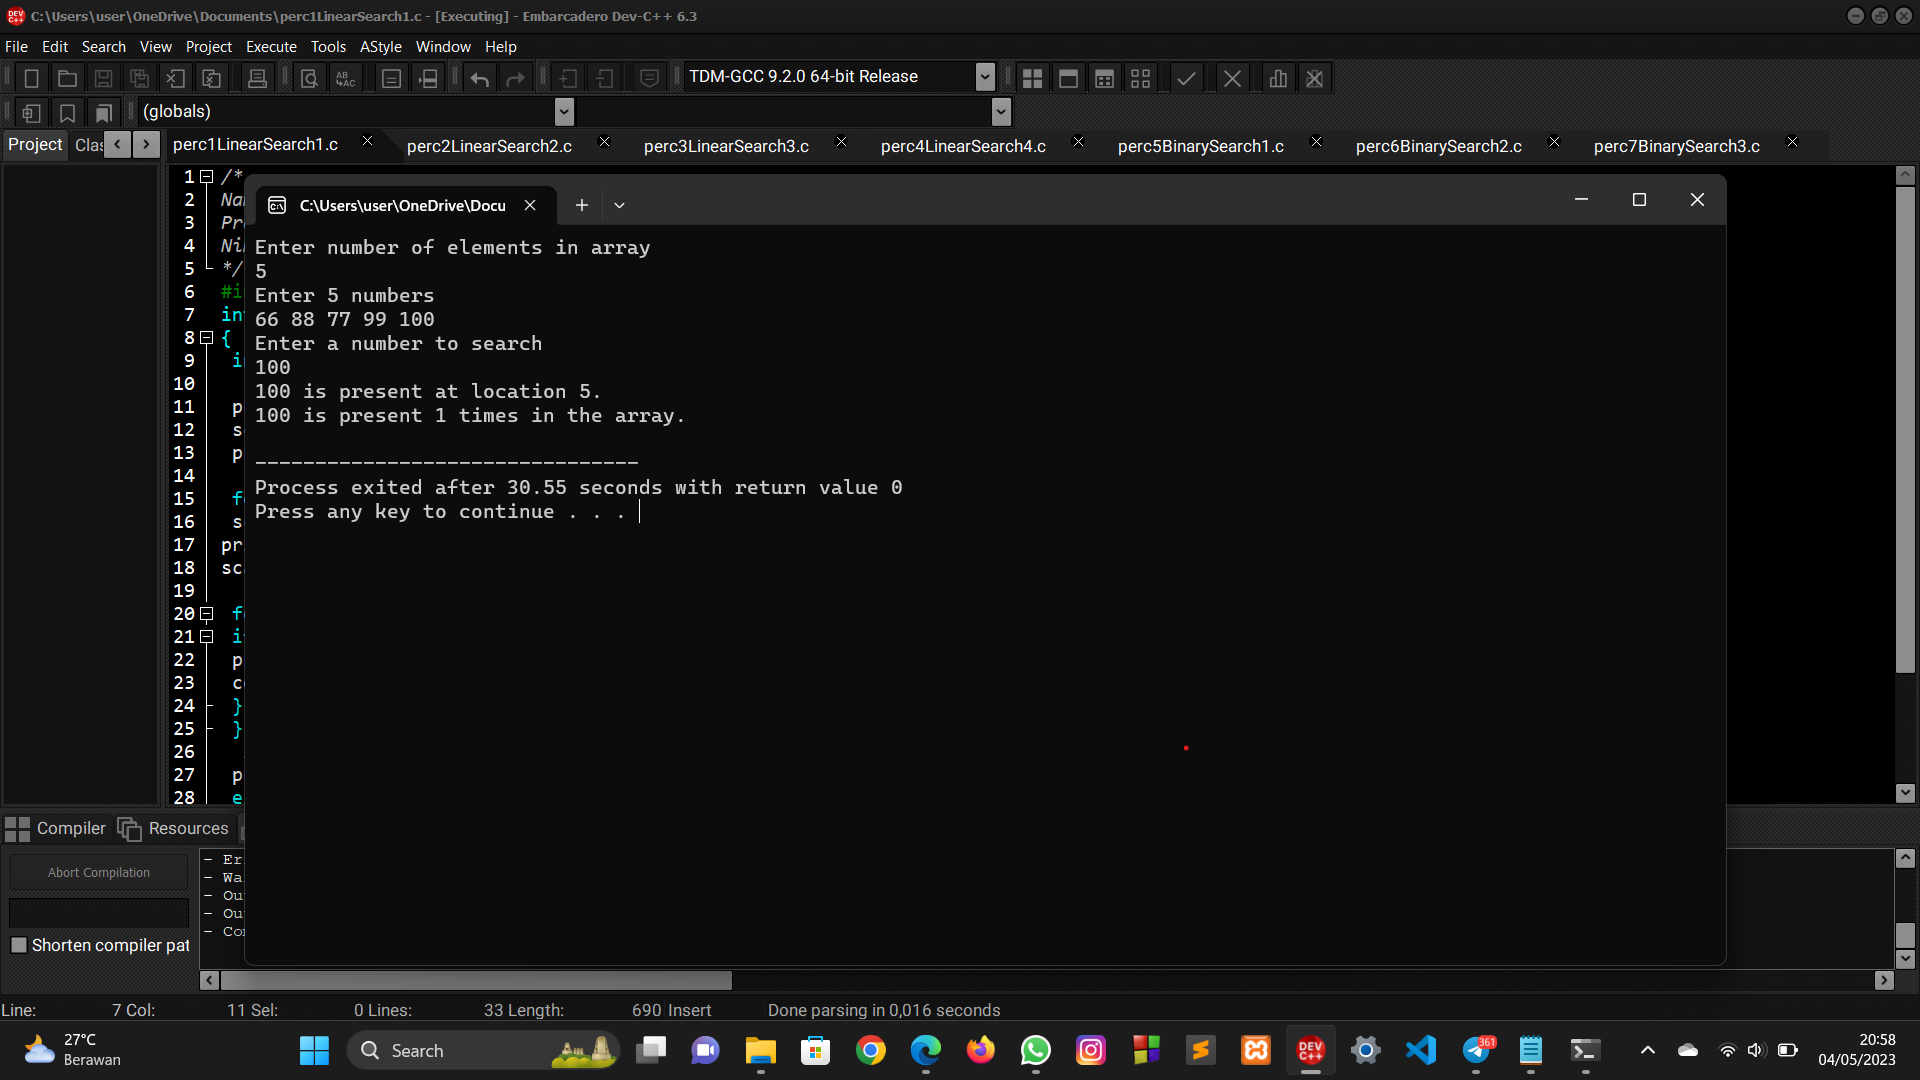 C:\Users\user\OneDrive\Documents\perc1LinearSearch1.c - [Executing] - Embarcadero Dev-C++ 6.3
File Edit Search View Project Execute Tools AStyle Window Help
TDM-GCC 9.2.0 64-bit Release
(globals)
Project Clas perc1LinearSearch1.c perc2LinearSearch2.c perc3LinearSearch3.c perc4LinearSearch4.c perc5BinarySearch1.c perc6BinarySearch2.c perc7BinarySearch3.c
1 /*
2
3
4
5 */
6 #i
7 in
8 {
9
10
11 p
12 s
13 p
14
15 f
16 s
17 pr
18 sc
19
20 f
21 i
22 p
23 c
24 }
25 }
26
27 p
28 e
C:\Users\user\OneDrive\Docu
Enter number of elements in array
5
Enter 5 numbers
66 88 77 99 100
Enter a number to search
100
100 is present at location 5.
100 is present 1 times in the array.
--------------------------------
Process exited after 30.55 seconds with return value 0
Press any key to continue . . .
Compiler Resources
Abort Compilation
Shorten compiler pat
- Er
- Wa
- Ou
- Ou
- Co
Line: 7 Col: 11 Sel: 0 Lines: 33 Length: 690 Insert Done parsing in 0,016 seconds
27°C
Berawan
Search
DEV C++
361
20:58
04/05/2023